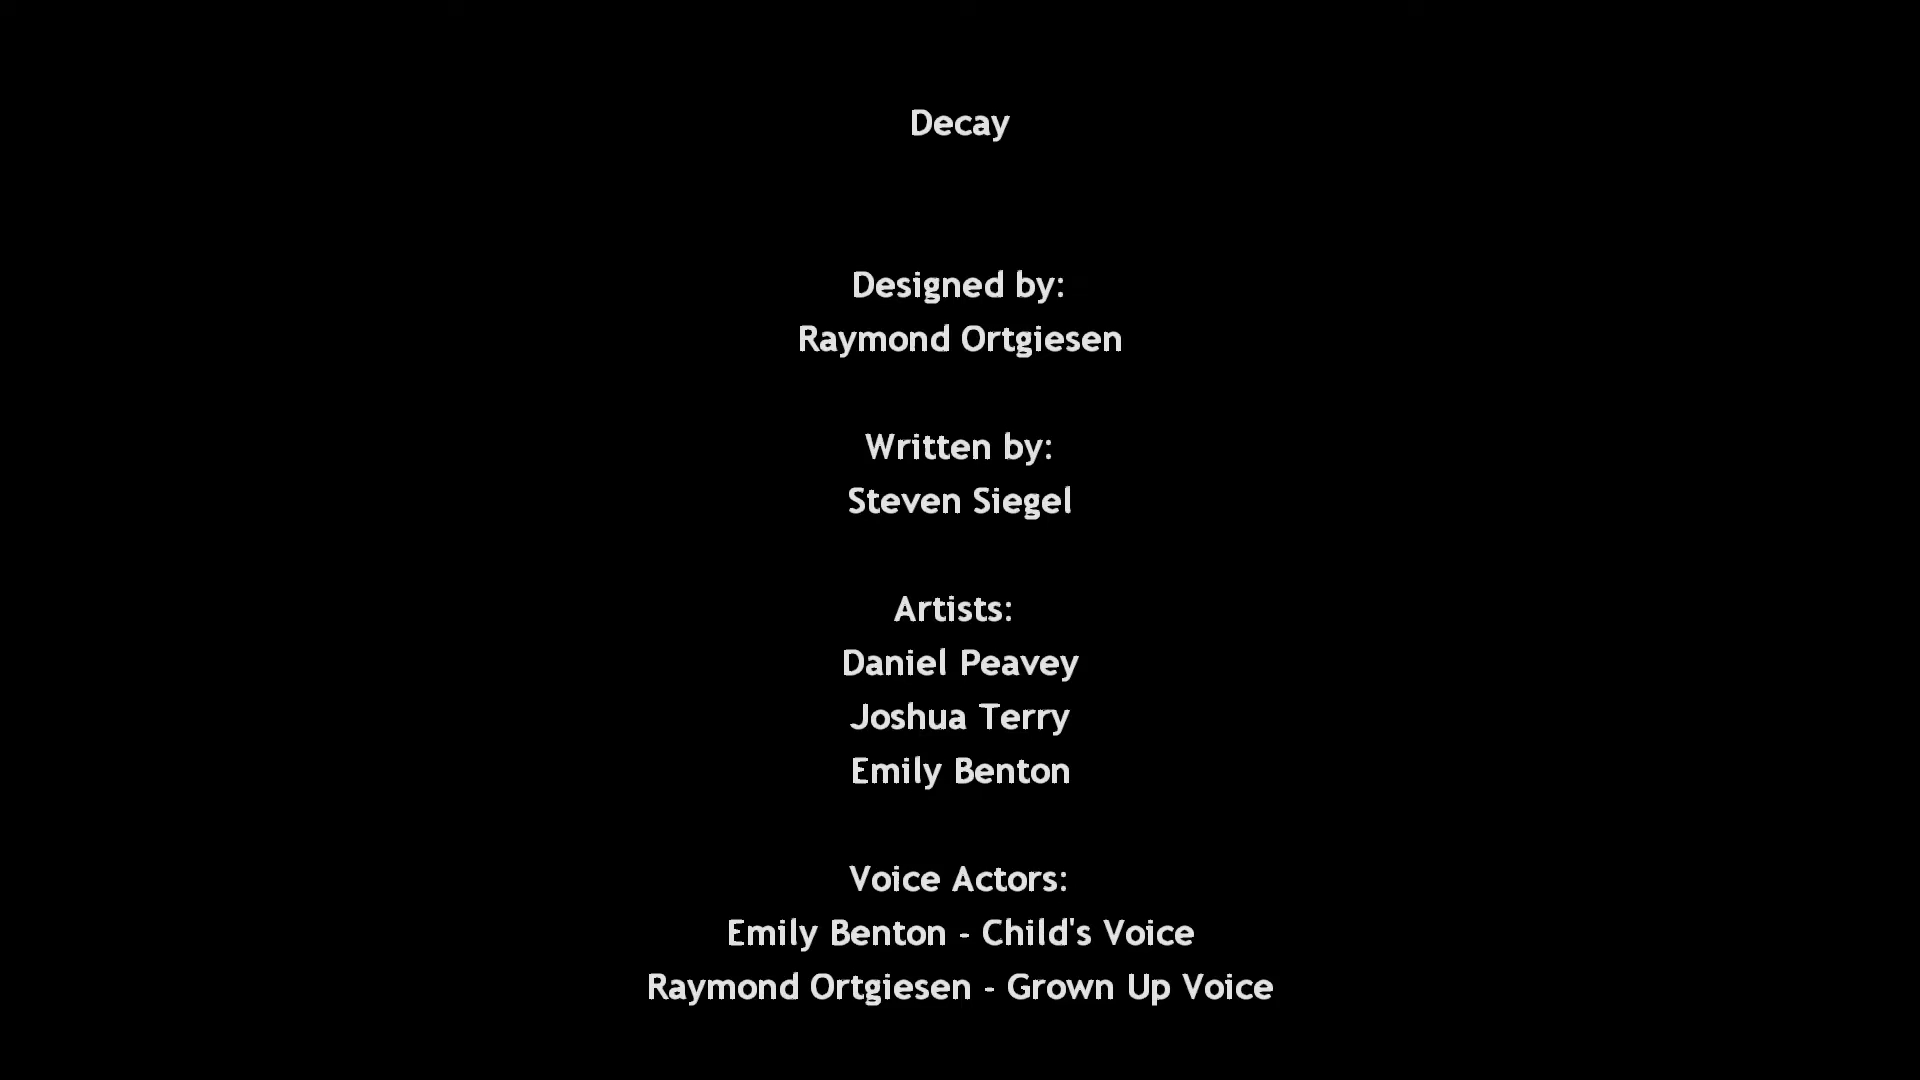 Decay
Designed by:
Raymond Ortgiesen
Written by:
Steven Siegel
Artists:
Daniel Peavey
Joshua Terry
Emily Benton
Voice Actors:
Emily Benton - Child's Voice
Raymond Ortgiesen - Grown Up Voice